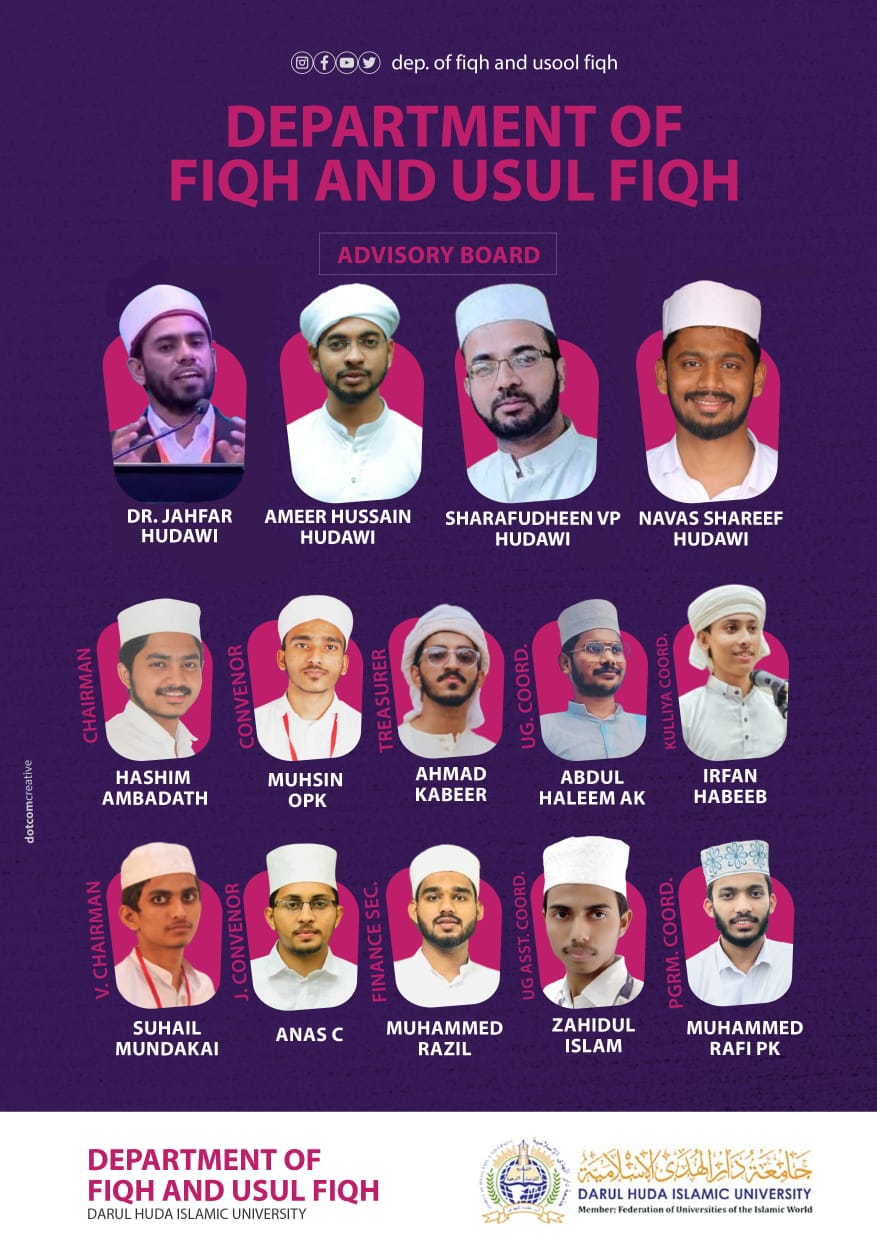 dep. of fiqh and usool fiqh
DEPARTMENT OF
FIQH AND USUL FIQH
ADVISORY BOARD
DR. JAHFAR
HUDAWI
AMEER HUSSAIN
HUDAWI
SHARAFUDHEEN VP
HUDAWI
NAVAS SHAREEF
HUDAWI
CHAIRMAN
HASHIM
AMBADATH
CONVENOR
MUHSIN
OPK
TREASURER
AHMAD
KABEER
UG. COORD.
ABDUL
HALEEM AK
KULLIYA COORD.
IRFAN
HABEEB
V. CHAIRMAN
SUHAIL
MUNDAKAI
J. CONVENOR
ANAS C
FINANCE SEC.
MUHAMMED
RAZIL
UG ASST. COORD.
ZAHIDUL
ISLAM
PGRM. COORD.
MUHAMMED
RAFI PK
dotcomcreative
DEPARTMENT OF
FIQH AND USUL FIQH
DARUL HUDA ISLAMIC UNIVERSITY
جامعة دار الهدى الإسلامية
DARUL HUDA ISLAMIC UNIVERSITY
Member: Federation of Universities of the Islamic World